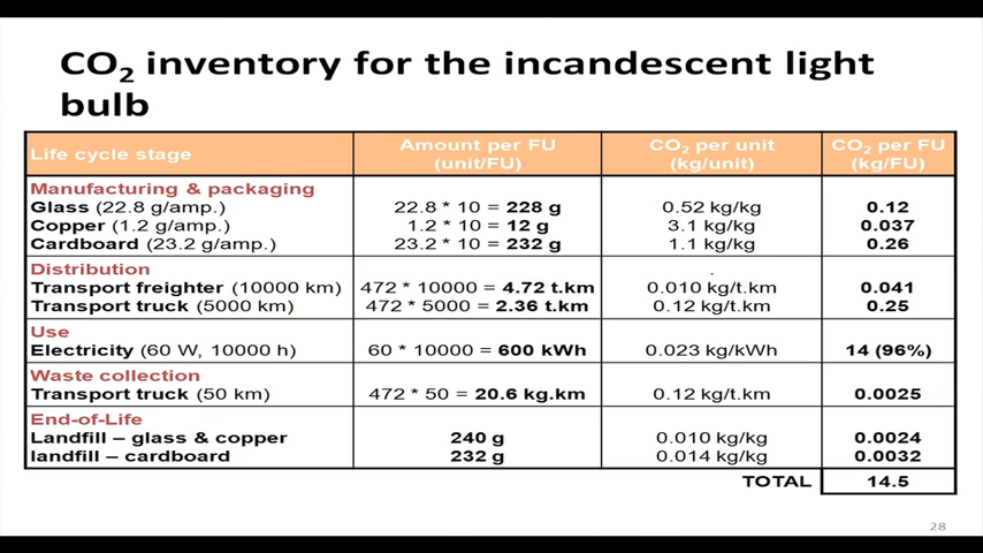 CO₂ inventory for the incandescent light
bulb
Life cycle stage
Amount per FU
(unit/FU)
CO₂ per unit
(kg/unit)
CO₂ per FU
(kg/FU)
Manufacturing & packaging
Glass (22.8 g/amp.) 22.8 * 10 = 228 g 0.52 kg/kg 0.12
Copper (1.2 g/amp.) 1.2 * 10 = 12 g 3.1 kg/kg 0.037
Cardboard (23.2 g/amp.) 23.2 * 10 = 232 g 1.1 kg/kg 0.26
Distribution
Transport freighter (10000 km) 472 * 10000 = 4.72 t.km 0.010 kg/t.km 0.041
Transport truck (5000 km) 472 * 5000 = 2.36 t.km 0.12 kg/t.km 0.25
Use
Electricity (60 W, 10000 h) 60 * 10000 = 600 kWh 0.023 kg/kWh 14 (96%)
Waste collection
Transport truck (50 km) 472 * 50 = 20.6 kg.km 0.12 kg/t.km 0.0025
End-of-Life
Landfill – glass & copper 240 g 0.010 kg/kg 0.0024
landfill – cardboard 232 g 0.014 kg/kg 0.0032
TOTAL 14.5
28